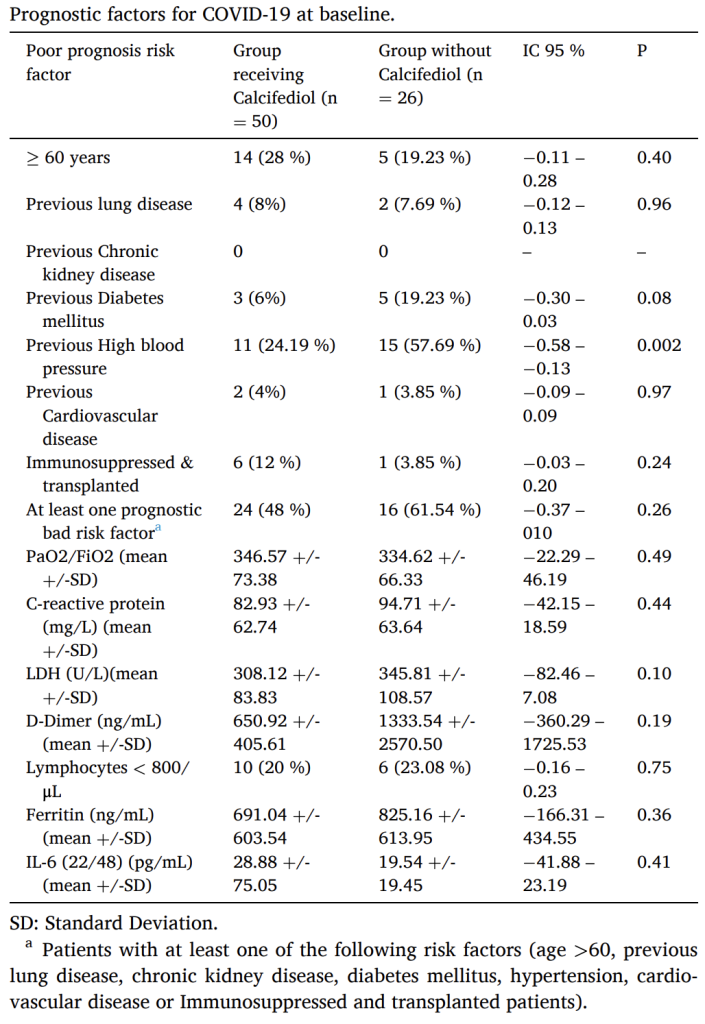 Prognostic factors for COVID-19 at baseline.
Poor prognosis risk factor Group receiving Calcifediol (n = 50) Group without Calcifediol (n = 26) IC 95 % P
≥ 60 years 14 (28 %) 5 (19.23 %) −0.11 – 0.28 0.40
Previous lung disease 4 (8%) 2 (7.69 %) −0.12 – 0.13 0.96
Previous Chronic kidney disease 0 0 – –
Previous Diabetes mellitus 3 (6%) 5 (19.23 %) −0.30 – 0.03 0.08
Previous High blood pressure 11 (24.19 %) 15 (57.69 %) −0.58 – −0.13 0.002
Previous Cardiovascular disease 2 (4%) 1 (3.85 %) −0.09 – 0.09 0.97
Immunosuppressed & transplanted 6 (12 %) 1 (3.85 %) −0.03 – 0.20 0.24
At least one prognostic bad risk factorᵃ 24 (48 %) 16 (61.54 %) −0.37 – 010 0.26
PaO2/FiO2 (mean +/-SD) 346.57 +/- 73.38 334.62 +/- 66.33 −22.29 – 46.19 0.49
C-reactive protein (mg/L) (mean +/-SD) 82.93 +/- 62.74 94.71 +/- 63.64 −42.15 – 18.59 0.44
LDH (U/L)(mean +/-SD) 308.12 +/- 83.83 345.81 +/- 108.57 −82.46 – 7.08 0.10
D-Dimer (ng/mL) (mean +/-SD) 650.92 +/- 405.61 1333.54 +/- 2570.50 −360.29 – 1725.53 0.19
Lymphocytes < 800/μL 10 (20 %) 6 (23.08 %) −0.16 – 0.23 0.75
Ferritin (ng/mL) (mean +/-SD) 691.04 +/- 603.54 825.16 +/- 613.95 −166.31 – 434.55 0.36
IL-6 (22/48) (pg/mL) (mean +/-SD) 28.88 +/- 75.05 19.54 +/- 19.45 −41.88 – 23.19 0.41
SD: Standard Deviation.
ᵃ Patients with at least one of the following risk factors (age >60, previous
lung disease, chronic kidney disease, diabetes mellitus, hypertension, cardio-
vascular disease or Immunosuppressed and transplanted patients).